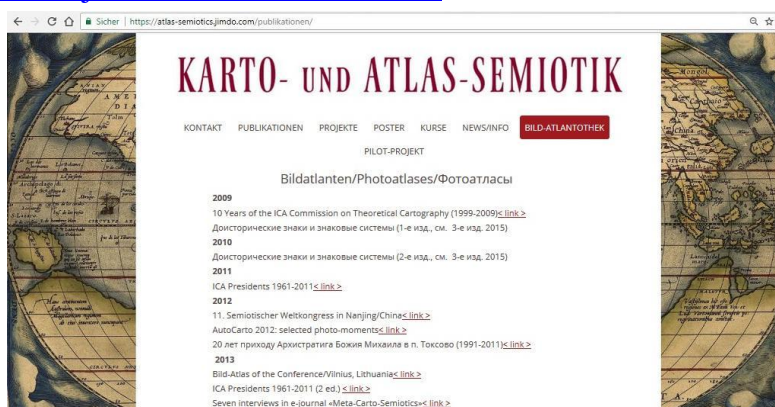 Sicher | https://atlas-semiotics.jimdo.com/publikationen/
KARTO- UND ATLAS-SEMIOTIK
KONTAKT PUBLIKATIONEN PROJEKTE POSTER KURSE NEWS/INFO BILD-ATLANTOTHEK
PILOT-PROJEKT
Bildatlanten/Photoatlases/Фотоатласы
2009
10 Years of the ICA Commission on Theoretical Cartography (1999-2009)< link >
Доисторические знаки и знаковые системы (1-е изд., см. 3-е изд. 2015)
2010
Доисторические знаки и знаковые системы (2-е изд., см. 3-е изд. 2015)
2011
ICA Presidents 1961-2011< link >
2012
11. Semiotischer Weltkongress in Nanjing/China< link >
AutoCarto 2012: selected photo-moments< link >
20 лет приходу Архистратига Божия Михаила в п. Токсово (1991-2011)< link >
2013
Bild-Atlas of the Conference/Vilnius, Lithuania< link >
ICA Presidents 1961-2011 (2 ed.) < link >
Seven interviews in e-journal «Meta-Carto-Semiotics»< link >